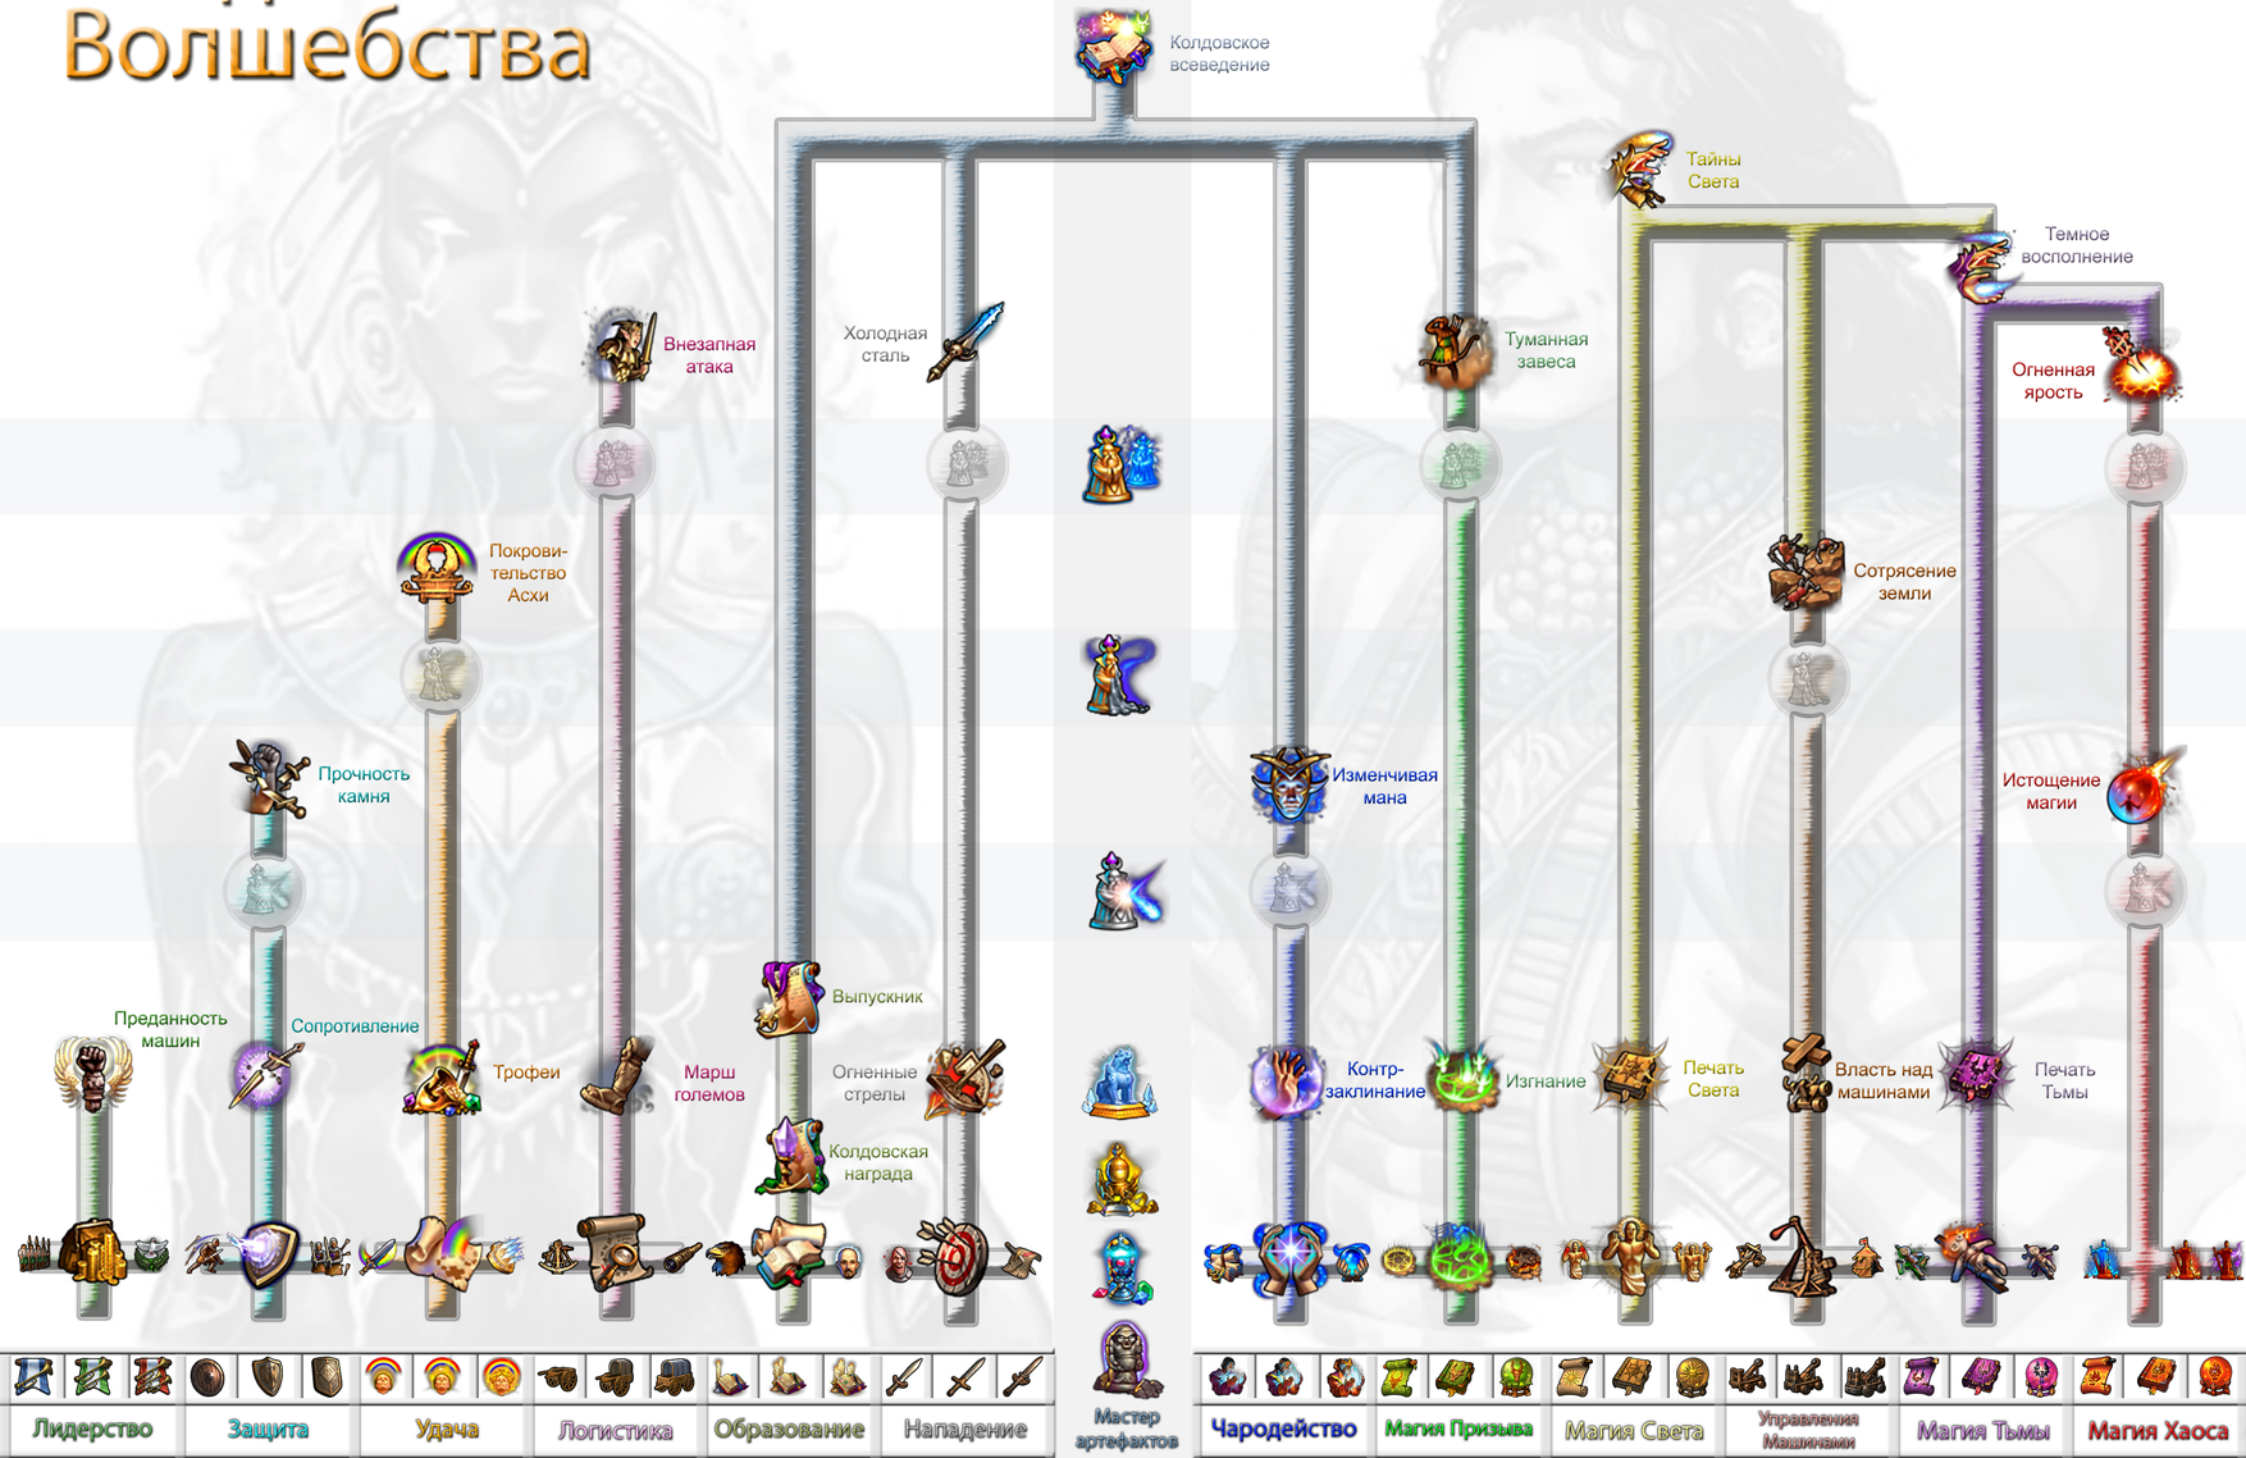 Волшебства
Колдовское
всеведение
Тайны
Света
Темное
восполнение
Внезапная
атака
Холодная
сталь
Туманная
завеса
Огненная
ярость
Покрови-
тельство
Асхи
Сотрясение
земли
Прочность
камня
Изменчивая
мана
Истощение
магии
Выпускник
Преданность
машин
Сопротивление
Трофеи
Марш
големов
Огненные
стрелы
Контр-
заклинание
Изгнание
Печать
Света
Власть над
машинами
Печать
Тьмы
Колдовская
награда
Лидерство
Защита
Удача
Логистика
Образование
Нападение
Мастер
артефактов
Чародейство
Магия Призыва
Магия Света
Управления
Машинами
Магия Тьмы
Магия Хаоса